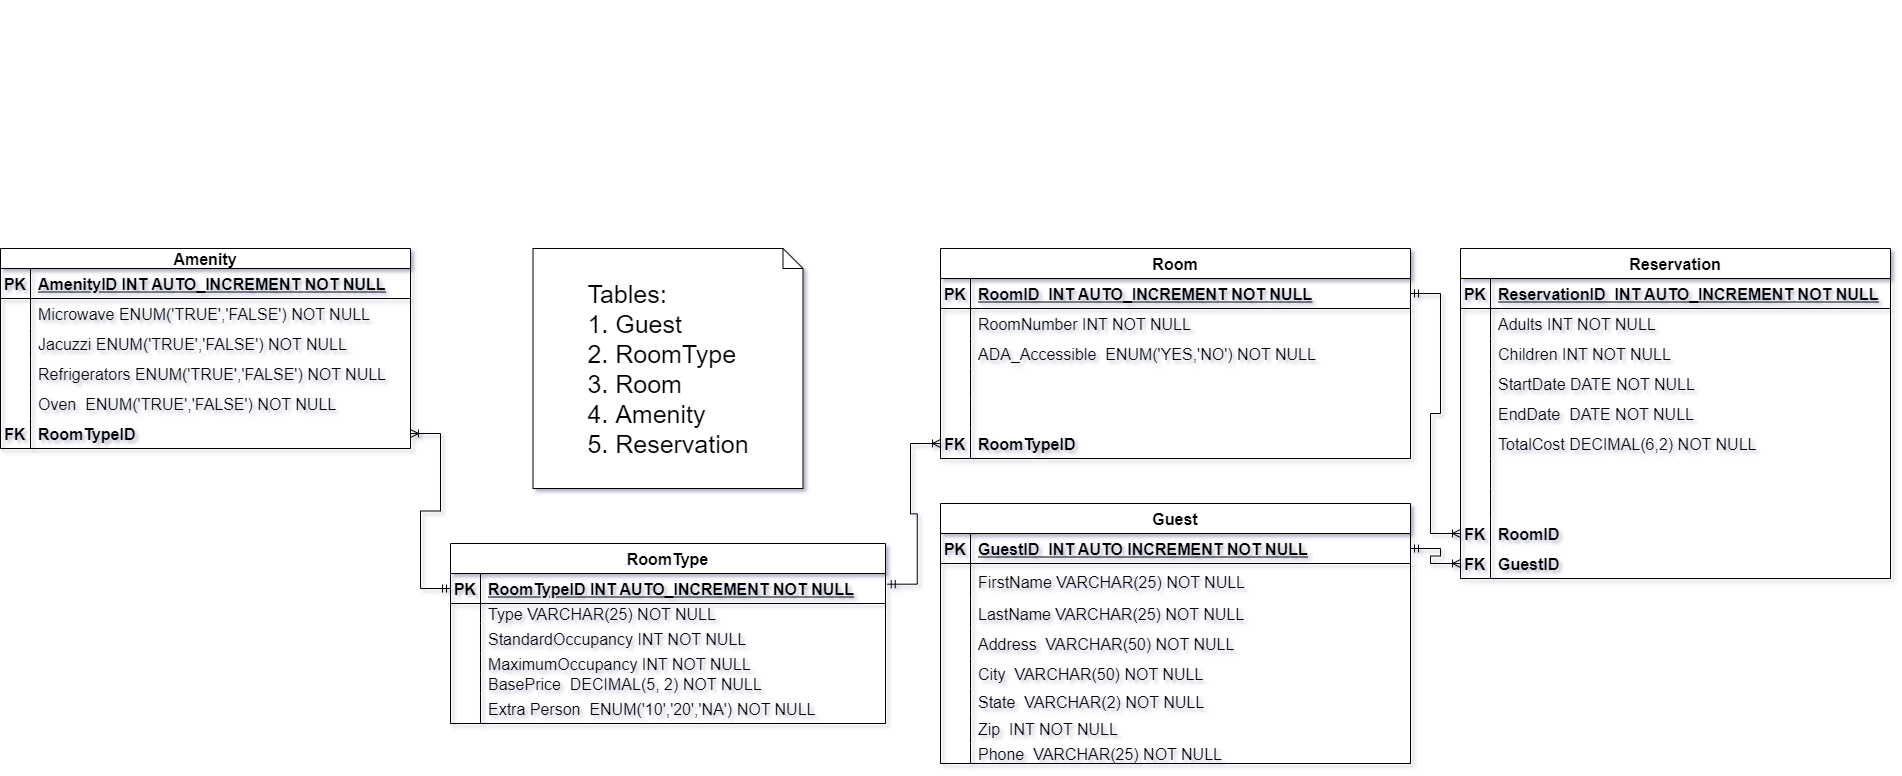 Amenity
PK AmenityID INT AUTO_INCREMENT NOT NULL
Microwave ENUM('TRUE','FALSE') NOT NULL
Jacuzzi ENUM('TRUE','FALSE') NOT NULL
Refrigerators ENUM('TRUE','FALSE') NOT NULL
Oven ENUM('TRUE','FALSE') NOT NULL
FK RoomTypeID
Tables:
1. Guest
2. RoomType
3. Room
4. Amenity
5. Reservation
RoomType
PK RoomTypeID INT AUTO_INCREMENT NOT NULL
Type VARCHAR(25) NOT NULL
StandardOccupancy INT NOT NULL
MaximumOccupancy INT NOT NULL
BasePrice DECIMAL(5, 2) NOT NULL
Extra Person ENUM('10','20','NA') NOT NULL
Room
PK RoomID INT AUTO_INCREMENT NOT NULL
RoomNumber INT NOT NULL
ADA_Accessible ENUM('YES,'NO') NOT NULL
FK RoomTypeID
Guest
PK GuestID INT AUTO INCREMENT NOT NULL
FirstName VARCHAR(25) NOT NULL
LastName VARCHAR(25) NOT NULL
Address VARCHAR(50) NOT NULL
City VARCHAR(50) NOT NULL
State VARCHAR(2) NOT NULL
Zip INT NOT NULL
Phone VARCHAR(25) NOT NULL
Reservation
PK ReservationID INT AUTO_INCREMENT NOT NULL
Adults INT NOT NULL
Children INT NOT NULL
StartDate DATE NOT NULL
EndDate DATE NOT NULL
TotalCost DECIMAL(6,2) NOT NULL
FK RoomID
FK GuestID